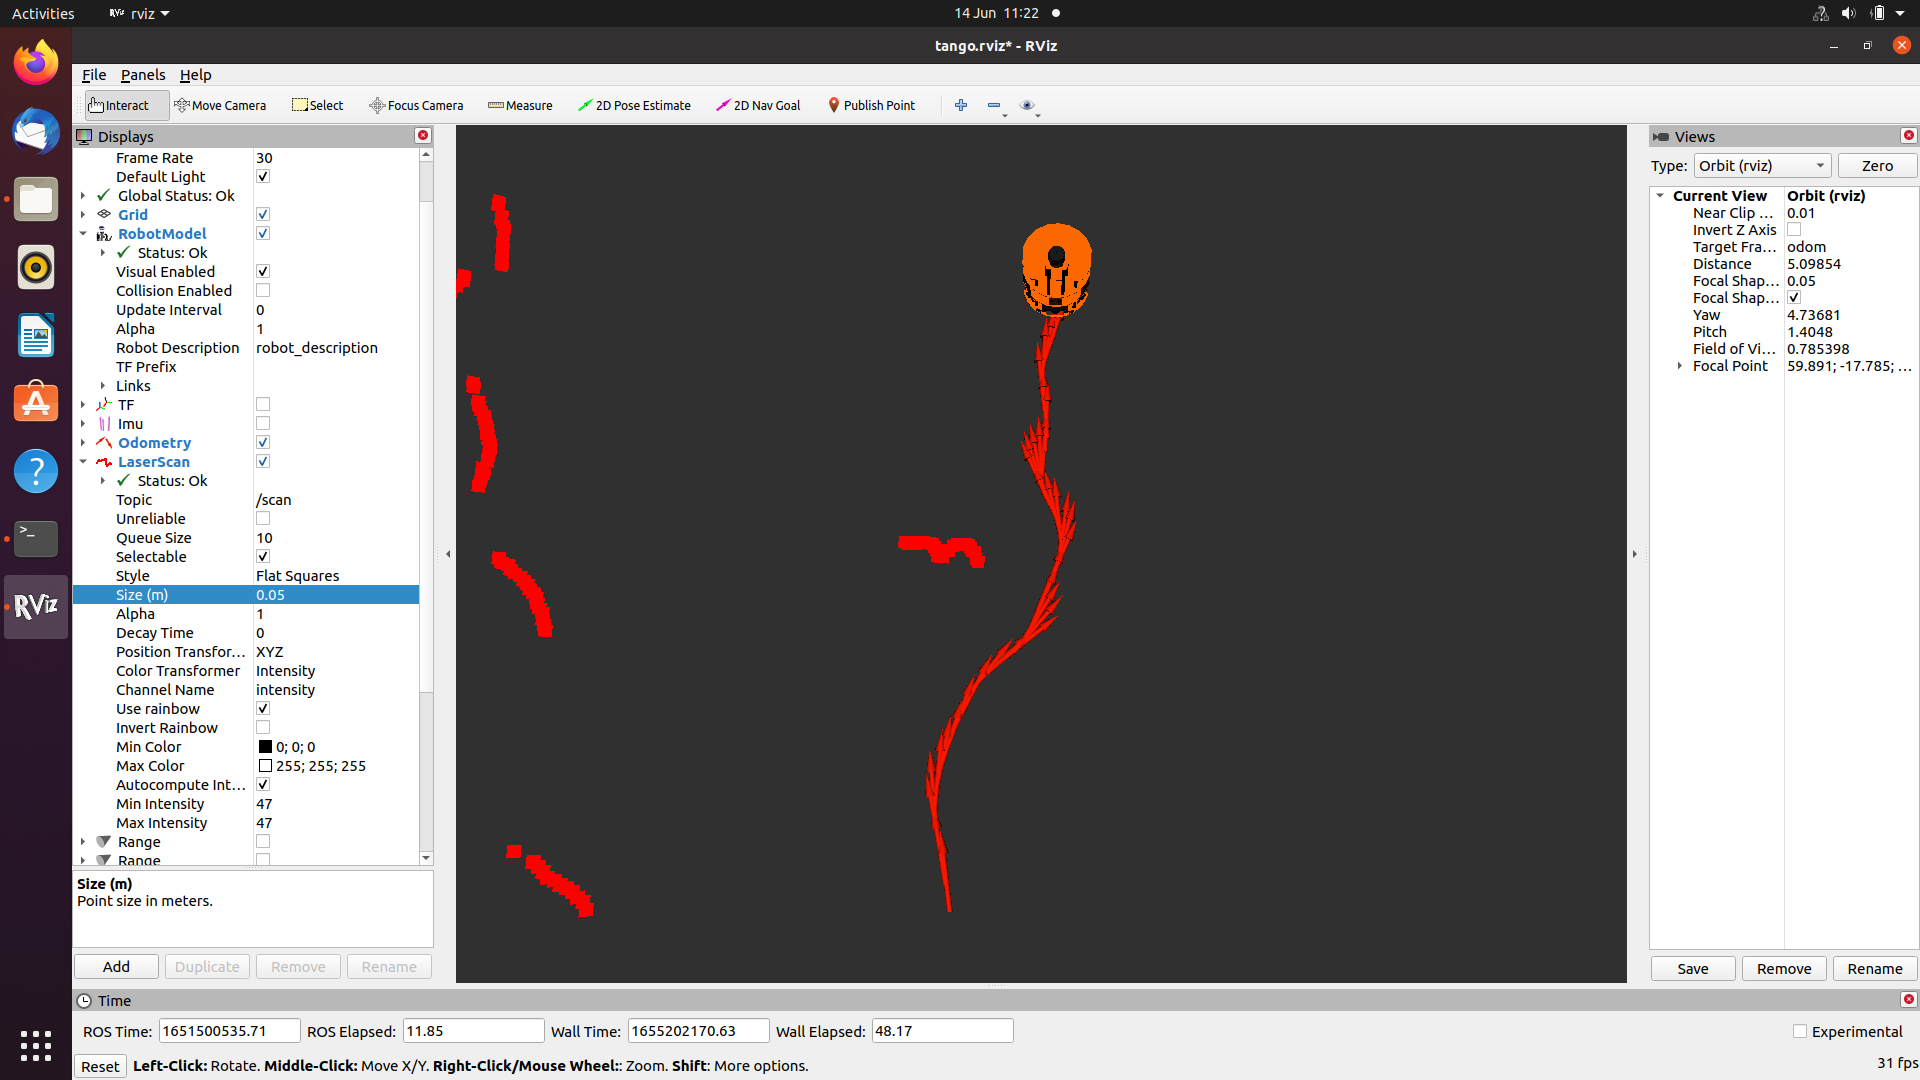 Activities
RViz rviz
14 Jun 11:22
tango.rviz* - RViz
File Panels Help
Interact Move Camera Select Focus Camera Measure 2D Pose Estimate 2D Nav Goal Publish Point
Displays
Frame Rate 30
Default Light
Global Status: Ok
Grid
RobotModel
Status: Ok
Visual Enabled
Collision Enabled
Update Interval 0
Alpha 1
Robot Description robot_description
TF Prefix
Links
TF
Imu
Odometry
LaserScan
Status: Ok
Topic /scan
Unreliable
Queue Size 10
Selectable
Style Flat Squares
Size (m) 0.05
Alpha 1
Decay Time 0
Position Transfor... XYZ
Color Transformer Intensity
Channel Name intensity
Use rainbow
Invert Rainbow
Min Color 0; 0; 0
Max Color 255; 255; 255
Autocompute Int...
Min Intensity 47
Max Intensity 47
Range
Range
Size (m)
Point size in meters.
Add Duplicate Remove Rename
Views
Type: Orbit (rviz) Zero
Current View Orbit (rviz)
Near Clip ... 0.01
Invert Z Axis
Target Fra... odom
Distance 5.09854
Focal Shap... 0.05
Focal Shap...
Yaw 4.73681
Pitch 1.4048
Field of Vi... 0.785398
Focal Point 59.891; -17.785; ...
Save Remove Rename
RViz
Time
ROS Time: 1651500535.71 ROS Elapsed: 11.85 Wall Time: 1655202170.63 Wall Elapsed: 48.17 Experimental
Reset Left-Click: Rotate. Middle-Click: Move X/Y. Right-Click/Mouse Wheel:: Zoom. Shift: More options. 31 fps